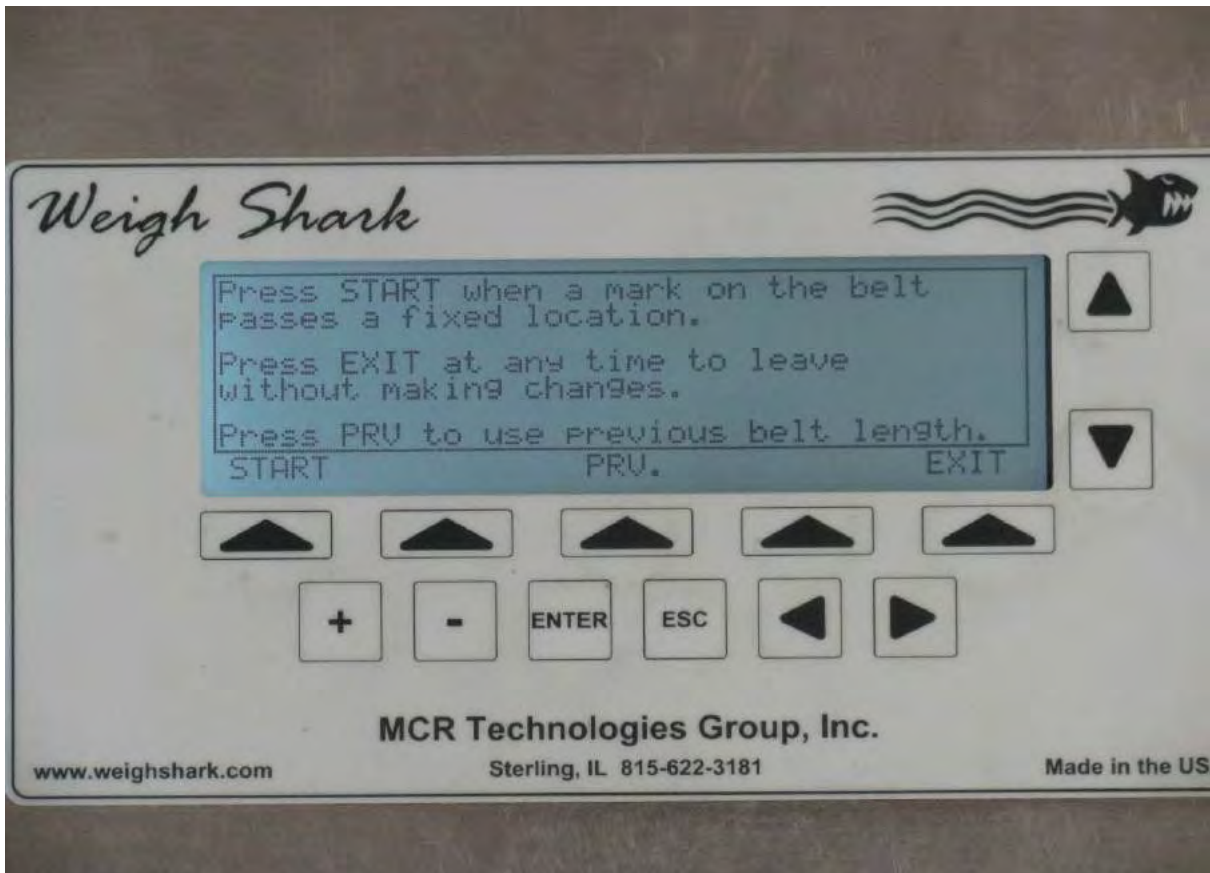 Weigh Shark
Press START when a mark on the belt
passes a fixed location.
Press EXIT at any time to leave
without making changes.
Press PRV to use previous belt length.
START PRV. EXIT
+ - ENTER ESC
MCR Technologies Group, Inc.
www.weighshark.com Sterling, IL 815-622-3181 Made in the US